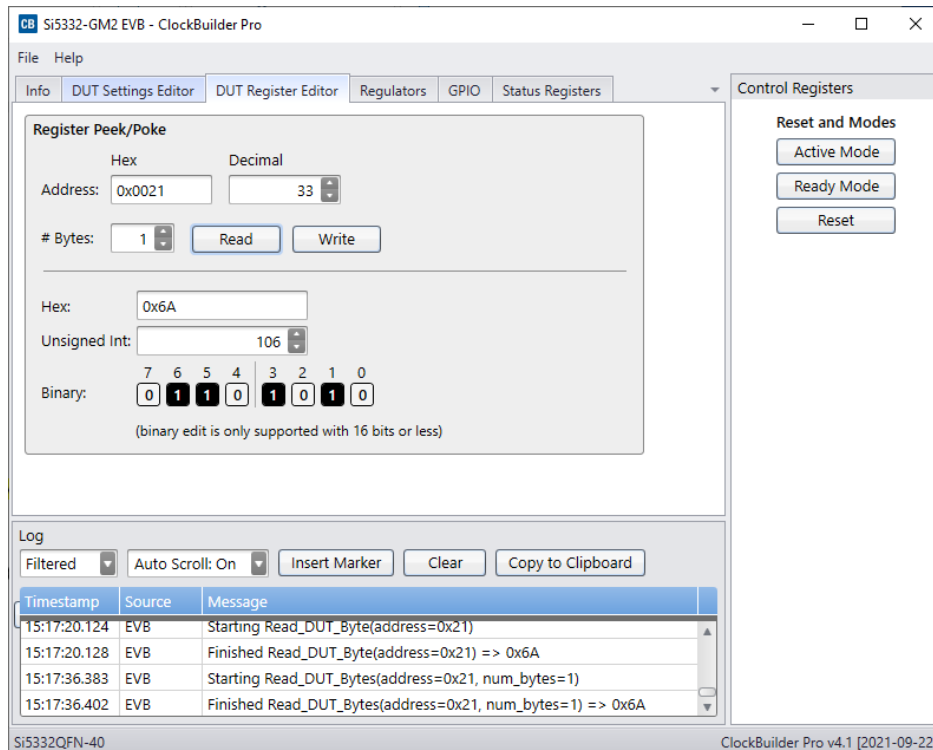 CB Si5332-GM2 EVB - ClockBuilder Pro
File Help
Info DUT Settings Editor DUT Register Editor Regulators GPIO Status Registers
Control Registers
Register Peek/Poke
Reset and Modes
Hex Decimal
Active Mode
Address: 0x0021 33
Ready Mode
Reset
# Bytes: 1 Read Write
Hex: 0x6A
Unsigned Int: 106
7 6 5 4 3 2 1 0
Binary: 0 1 1 0 1 0 1 0
(binary edit is only supported with 16 bits or less)
Log
Filtered Auto Scroll: On Insert Marker Clear Copy to Clipboard
Timestamp Source Message
15:17:20.124 EVB Starting Read_DUT_Byte(address=0x21)
15:17:20.128 EVB Finished Read_DUT_Byte(address=0x21) => 0x6A
15:17:36.383 EVB Starting Read_DUT_Bytes(address=0x21, num_bytes=1)
15:17:36.402 EVB Finished Read_DUT_Bytes(address=0x21, num_bytes=1) => 0x6A
Si5332QFN-40 ClockBuilder Pro v4.1 [2021-09-22